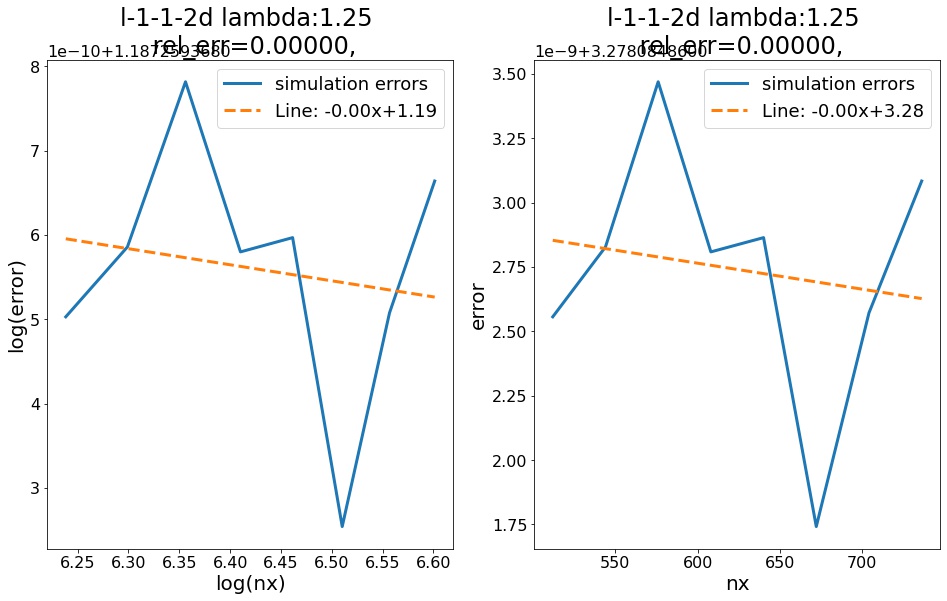 l-1-1-2d lambda:1.25
rel_err=0.00000,
1e−10+1.1872593680
8
7
6
5
4
3
log(error)
simulation errors
Line: -0.00x+1.19
6.25 6.30 6.35 6.40 6.45 6.50 6.55 6.60
log(nx)
l-1-1-2d lambda:1.25
rel_err=0.00000,
1e−9+3.2780848600
3.50
3.25
3.00
2.75
2.50
2.25
2.00
1.75
error
simulation errors
Line: -0.00x+3.28
550 600 650 700
nx